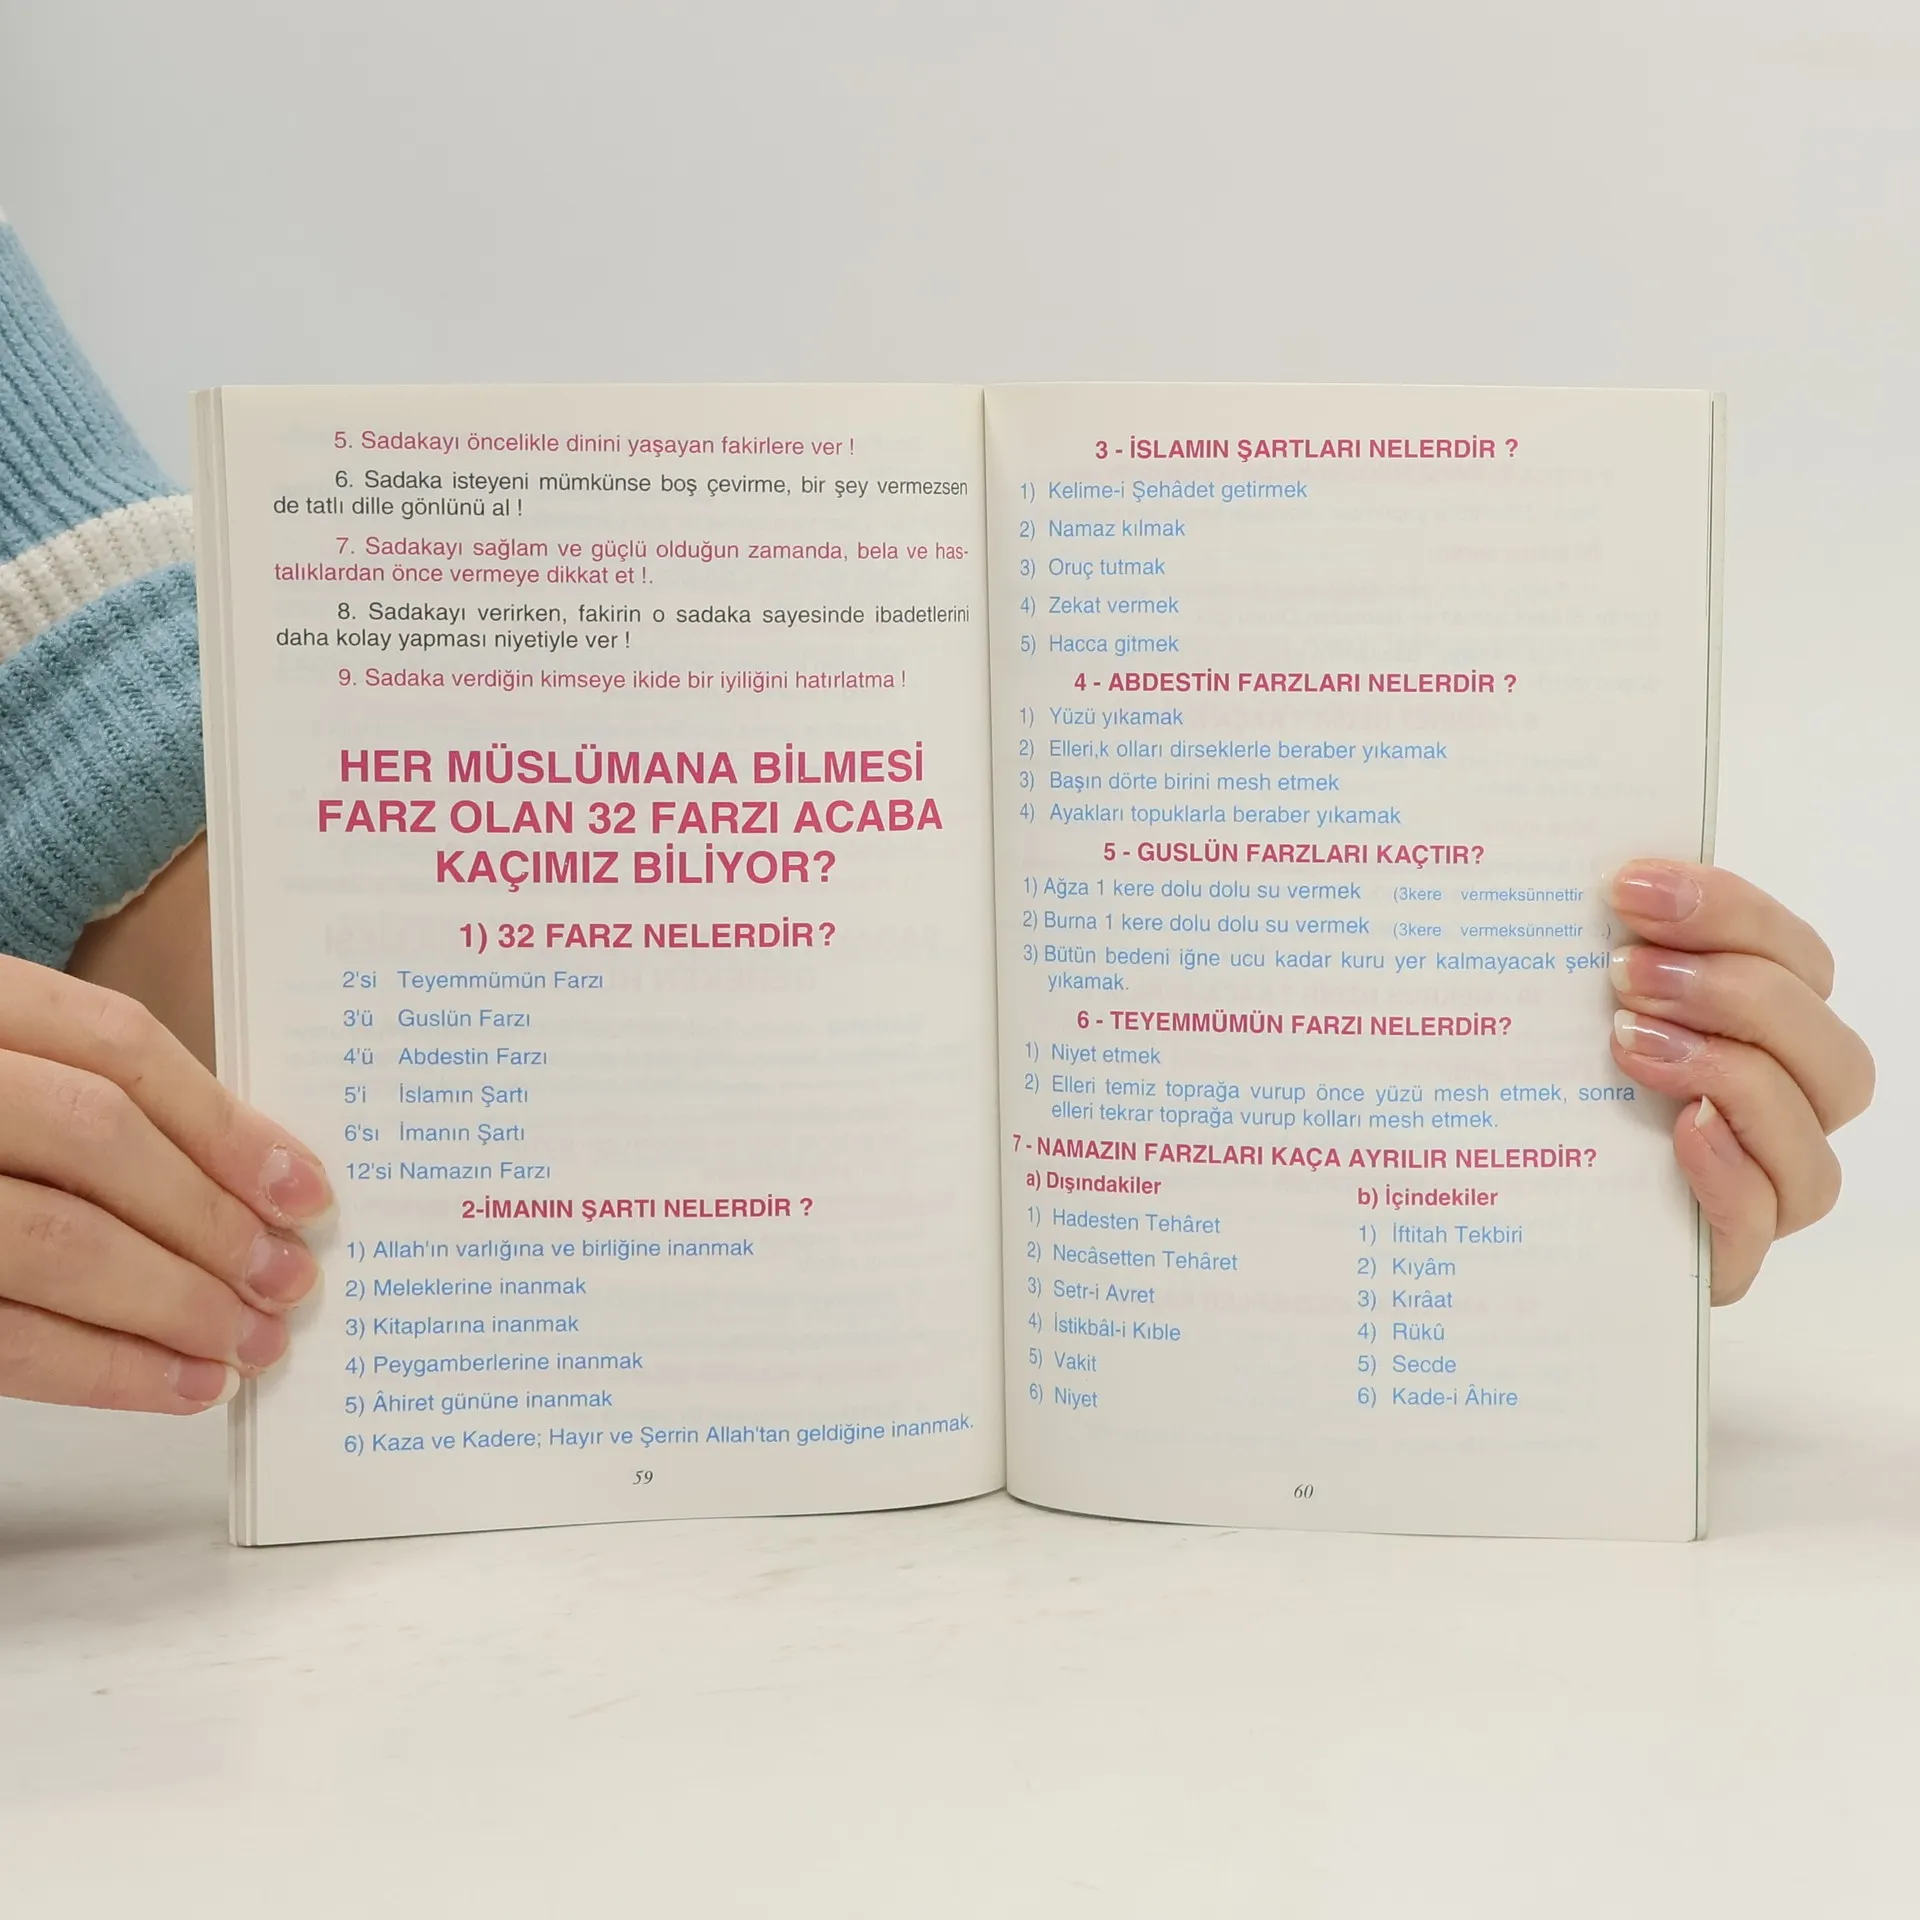 5. Sadakayı öncelikle dinini yaşayan fakirlere ver !
6. Sadaka isteyeni mümkünse boş çevirme, bir şey vermezsen
de tatlı dille gönlünü al !
7. Sadakayı sağlam ve güçlü olduğun zamanda, bela ve has-
talıklardan önce vermeye dikkat et !.
8. Sadakayı verirken, fakirin o sadaka sayesinde ibadetlerini
daha kolay yapması niyetiyle ver !
9. Sadaka verdiğin kimseye ikide bir iyiliğini hatırlatma !
HER MÜSLÜMANA BİLMESİ
FARZ OLAN 32 FARZI ACABA
KAÇIMIZ BİLİYOR?
1) 32 FARZ NELERDİR?
2'si Teyemmümün Farzı
3'ü Guslün Farzı
4'ü Abdestin Farzı
5'i İslamın Şartı
6'sı İmanın Şartı
12'si Namazın Farzı
2-İMANIN ŞARTI NELERDİR ?
1) Allah'ın varlığına ve birliğine inanmak
2) Meleklerine inanmak
3) Kitaplarına inanmak
4) Peygamberlerine inanmak
5) Âhiret gününe inanmak
6) Kaza ve Kadere; Hayır ve Şerrin Allah'tan geldiğine inanmak.
59
3 - İSLAMIN ŞARTLARI NELERDİR ?
1) Kelime-i Şehâdet getirmek
2) Namaz kılmak
3) Oruç tutmak
4) Zekat vermek
5) Hacca gitmek
4 - ABDESTİN FARZLARI NELERDİR ?
1) Yüzü yıkamak
2) Elleri,k olları dirseklerle beraber yıkamak
3) Başın dörte birini mesh etmek
4) Ayakları topuklarla beraber yıkamak
5 - GUSLÜN FARZLARI KAÇTIR?
1) Ağza 1 kere dolu dolu su vermek (3kere vermeksünnettir
2) Burna 1 kere dolu dolu su vermek (3kere vermeksünnettir .)
3) Bütün bedeni iğne ucu kadar kuru yer kalmayacak
yıkamak.
6 - TEYEMMÜMÜN FARZI NELERDİR?
1) Niyet etmek
2) Elleri temiz toprağa vurup önce yüzü mesh etmek, sonra
elleri tekrar toprağa vurup kolları mesh etmek.
7 - NAMAZIN FARZLARI KAÇA AYRILIR NELERDİR?
a) Dışındakiler
1) Hadesten Tehâret
2) Necâsetten Tehâret
3) Setr-i Avret
4) İstikbâl-i Kıble
5) Vakit
6) Niyet
b) İçindekiler
1) İftitah Tekbiri
2) Kıyâm
3) Kırâat
4) Rükû
5) Secde
6) Kade-i Âhire
60